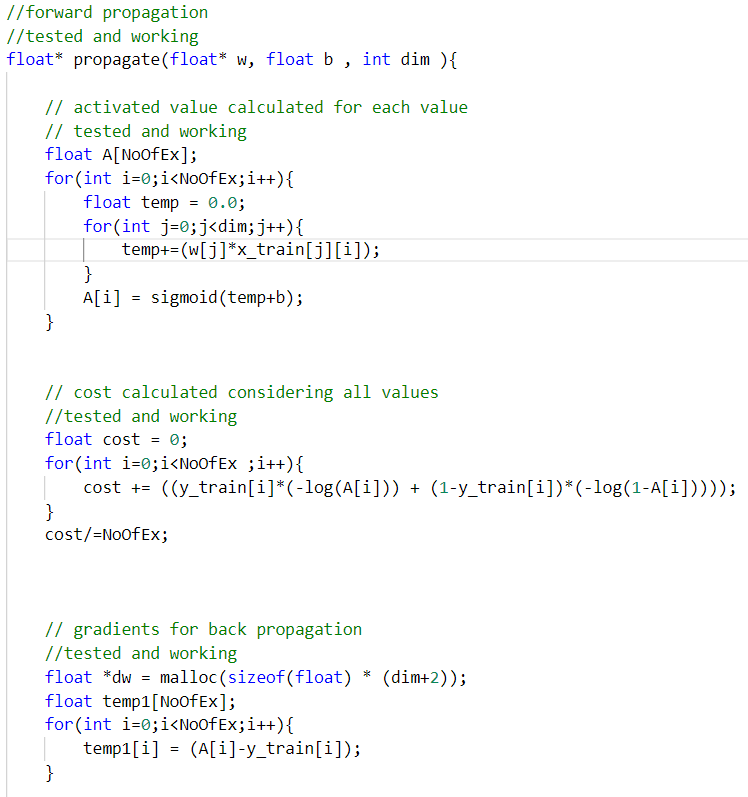 //forward propagation
//tested and working
float* propagate(float* w, float b , int dim ){
// activated value calculated for each value
// tested and working
float A[NoOfEx];
for(int i=0;i<NoOfEx;i++){
float temp = 0.0;
for(int j=0;j<dim;j++){
temp+=(w[j]*x_train[j][i]);
}
A[i] = sigmoid(temp+b);
}
// cost calculated considering all values
//tested and working
float cost = 0;
for(int i=0;i<NoOfEx ;i++){
cost += ((y_train[i]*(-log(A[i])) + (1-y_train[i])*(-log(1-A[i]))));
}
cost/=NoOfEx;
// gradients for back propagation
//tested and working
float *dw = malloc(sizeof(float) * (dim+2));
float temp1[NoOfEx];
for(int i=0;i<NoOfEx;i++){
temp1[i] = (A[i]-y_train[i]);
}